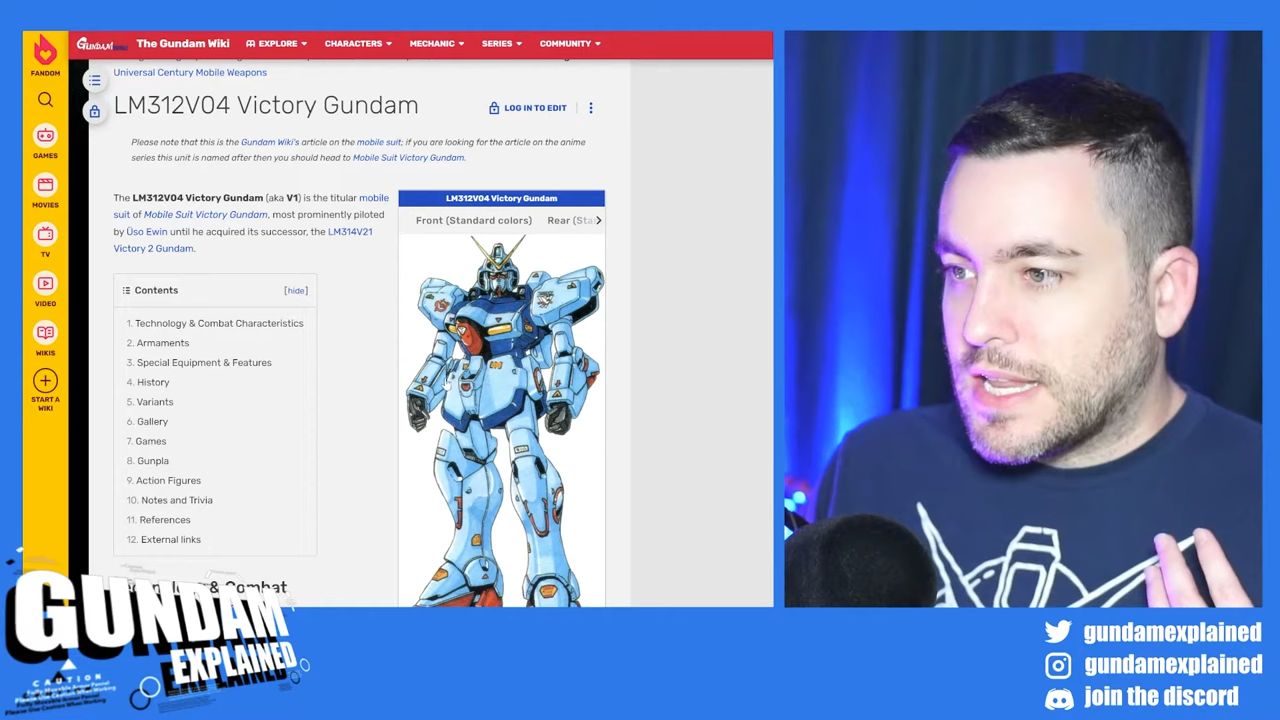 FANDOM
GAMES
MOVIES
TV
VIDEO
WIKIS
START A
WIKI
GUNDAM
The Gundam Wiki
EXPLORE
CHARACTERS
MECHANIC
SERIES
COMMUNITY
Universal Century Mobile Weapons
LM312V04 Victory Gundam
LOG IN TO EDIT
Please note that this is the Gundam Wiki's article on the mobile suit; if you are looking for the article on the anime
series this unit is named after then you should head to Mobile Suit Victory Gundam.
The LM312V04 Victory Gundam (aka V1) is the titular mobile
suit of Mobile Suit Victory Gundam, most prominently piloted
by Üso Ewin until he acquired its successor, the LM314V21
Victory 2 Gundam.
LM312V04 Victory Gundam
Front (Standard colors) Rear (Sta
Contents [hide]
1. Technology & Combat Characteristics
2. Armaments
3. Special Equipment & Features
4. History
5. Variants
6. Gallery
7. Games
8. Gunpla
9. Action Figures
10. Notes and Trivia
11. References
12. External links
& Combat
GUNDAM
EXPLAINED
CAUTION
gundamexplained
gundamexplained
join the discord